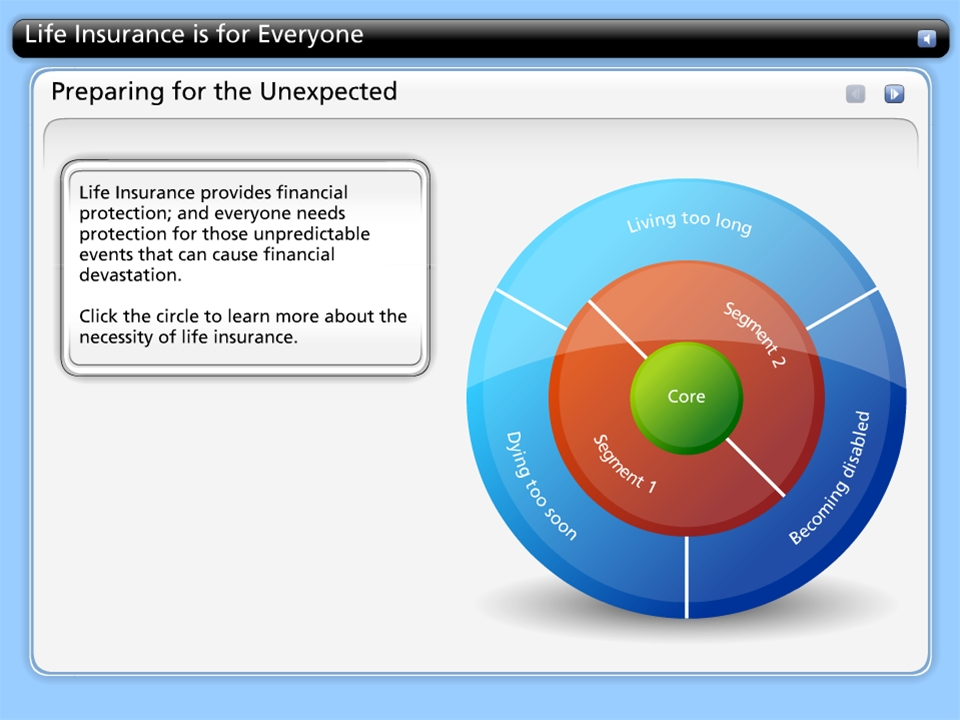 Life Insurance is for Everyone
Preparing for the Unexpected
Life Insurance provides financial
protection; and everyone needs
protection for those unpredictable
events that can cause financial
devastation.
Click the circle to learn more about the
necessity of life insurance.
Living too long
Segment 2
Core
Segment 1
Dying too soon
Becoming disabled